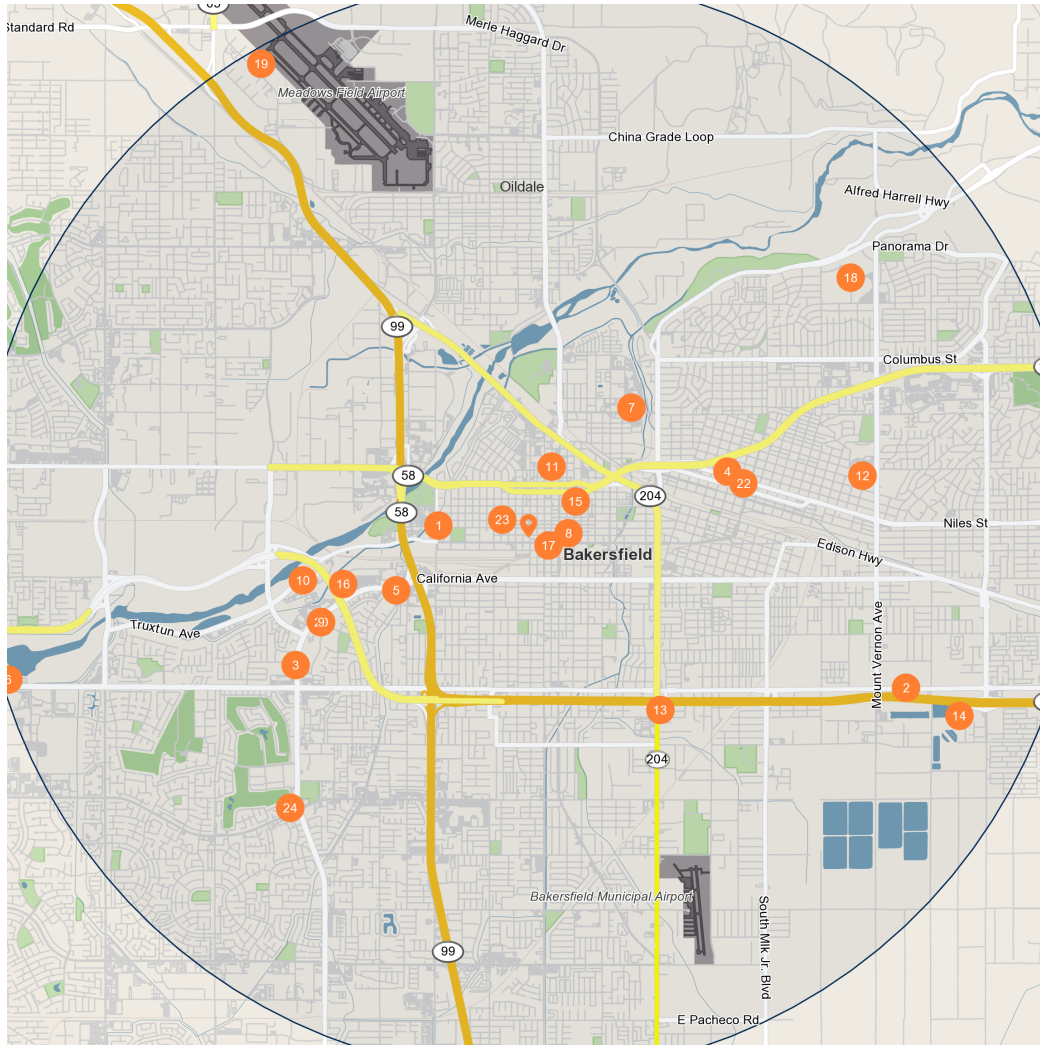 Standard Rd
Merle Haggard Dr
19
Meadows Field Airport
China Grade Loop
Oildale
Alfred Harrell Hwy
Panorama Dr
18
99
Columbus St
7
11
4
12
58
22
204
15
58
23
1
8
Niles St
17
Bakersfield
Edison Hwy
10
16
5
California Ave
Truxtun Ave
Mount Vernon Ave
3
6
2
13
14
204
24
Bakersfield Municipal Airport
South Mlk Jr. Blvd
99
E Pacheco Rd